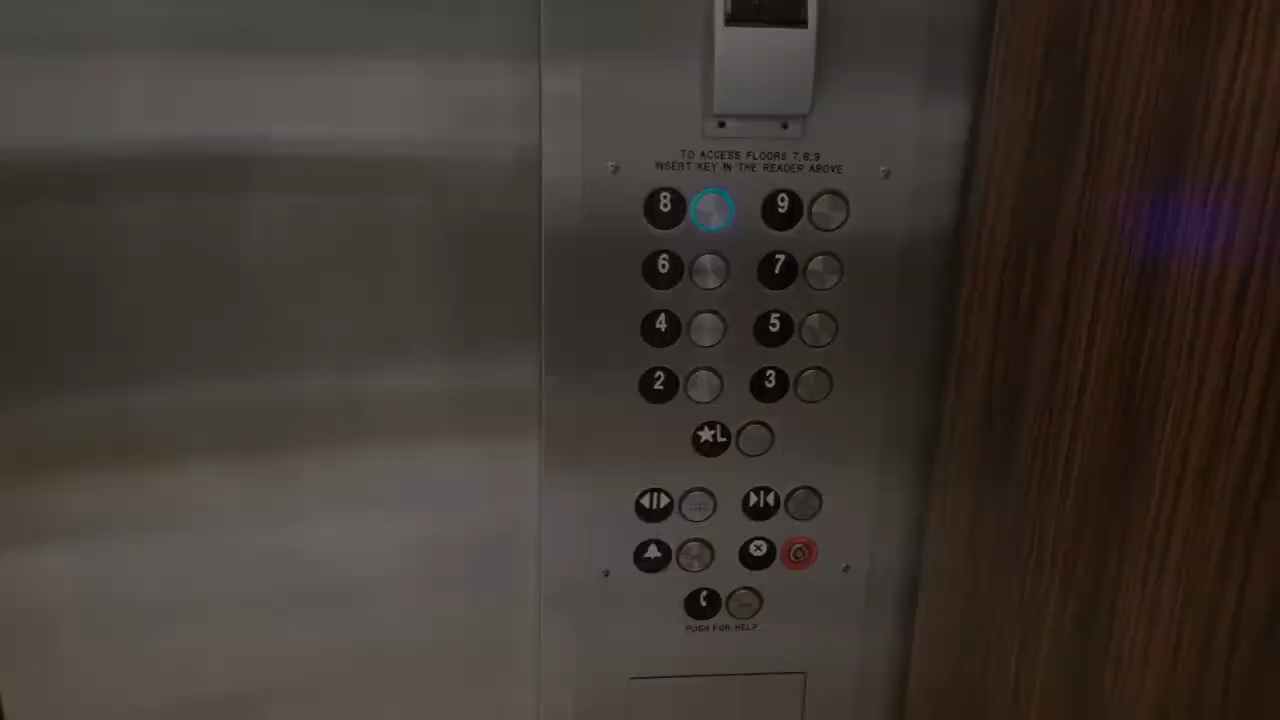 TO ACCESS FLOORS 7,8,9
INSERT KEY IN THE READER ABOVE
8 9
6 7
4 5
2 3
★L
PUSH FOR HELP